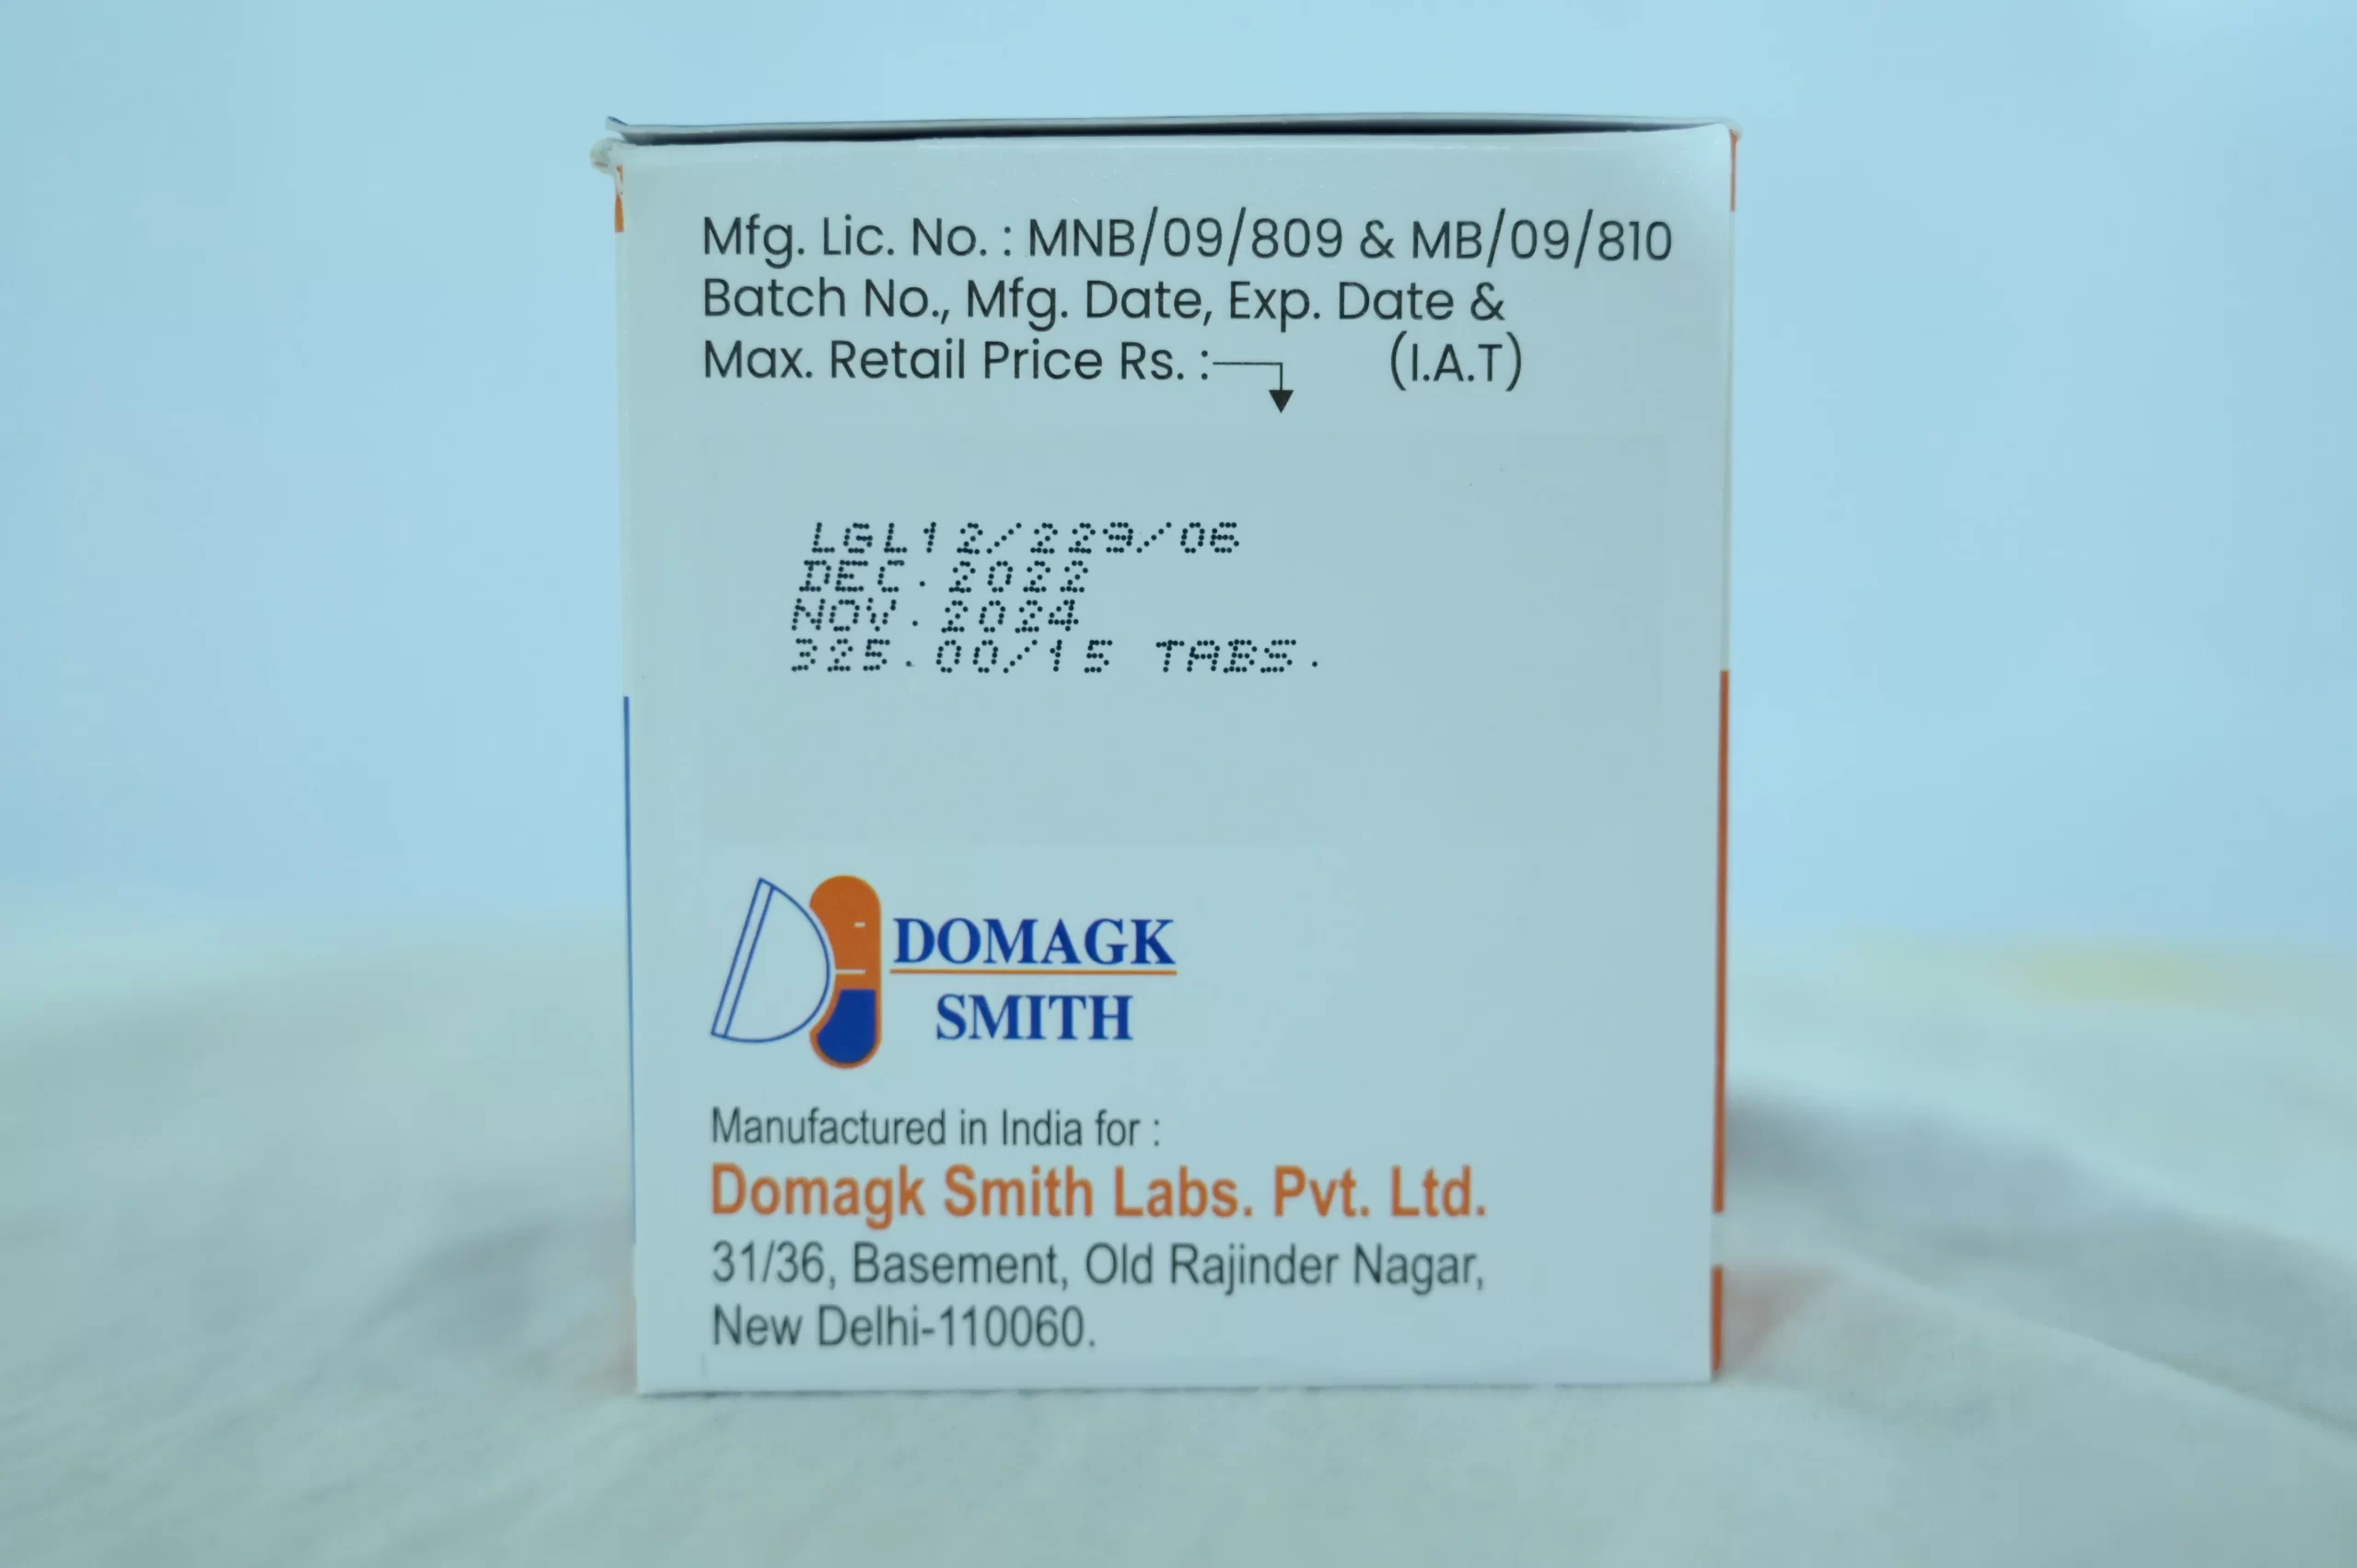 Mfg. Lic. No. : MNB/09/809 & MB/09/810
Batch No., Mfg. Date, Exp. Date &
Max. Retail Price Rs. : (I.A.T)
LGL12/229/06
DEC.2022
NOV.2024
325.00/15 TABS.
DOMAGK
SMITH
Manufactured in India for :
Domagk Smith Labs. Pvt. Ltd.
31/36, Basement, Old Rajinder Nagar,
New Delhi-110060.